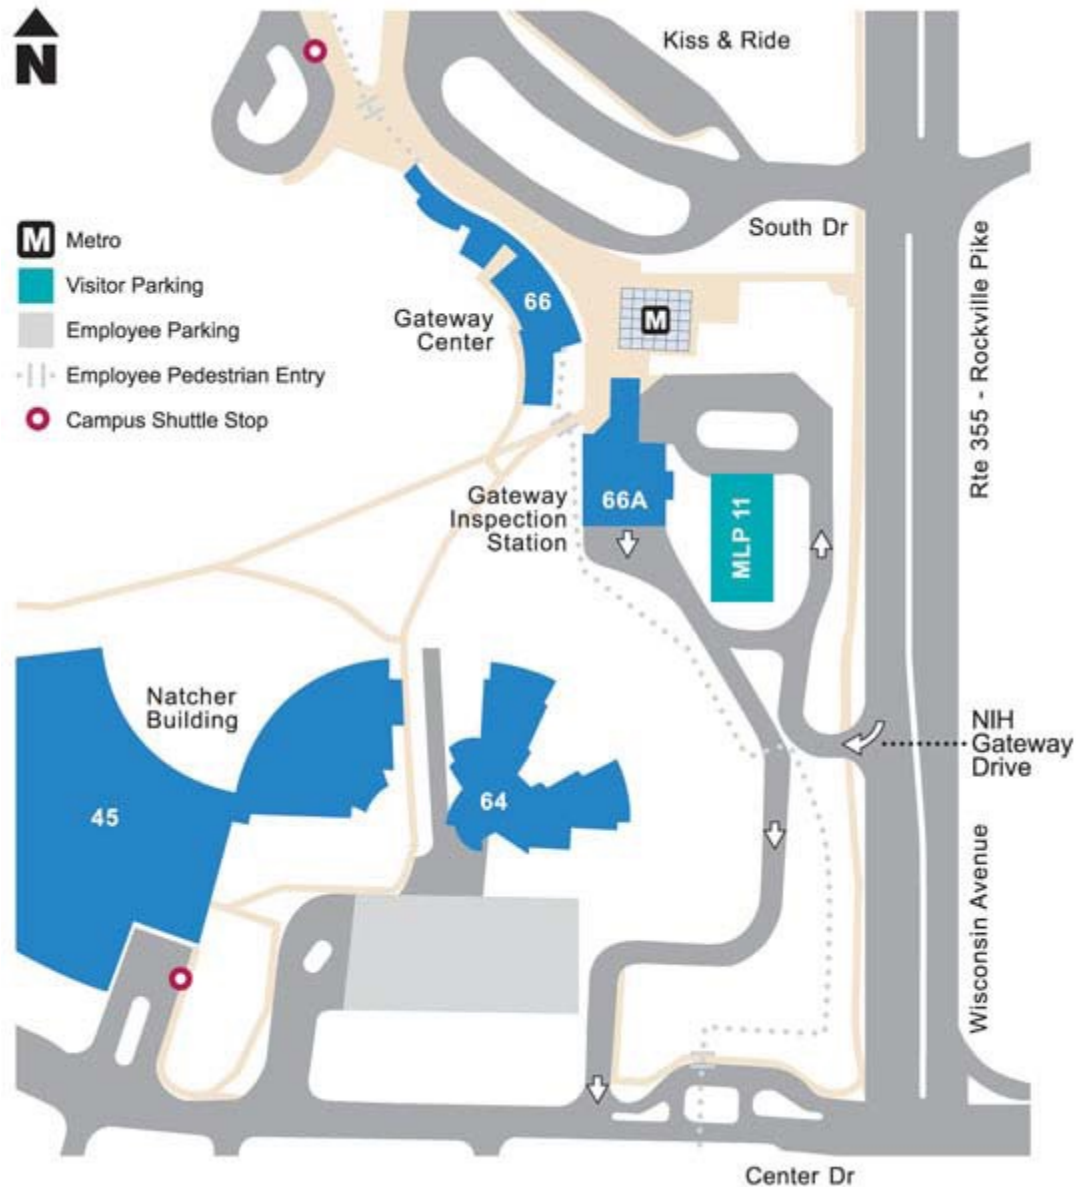 N
Kiss & Ride
South Dr
M Metro
Visitor Parking
Employee Parking
Employee Pedestrian Entry
Campus Shuttle Stop
66
Gateway
Center
M
Rte 355 - Rockville Pike
Gateway
Inspection
Station
66A
MLP 11
Natcher
Building
NIH
Gateway
Drive
45
64
Wisconsin Avenue
Center Dr